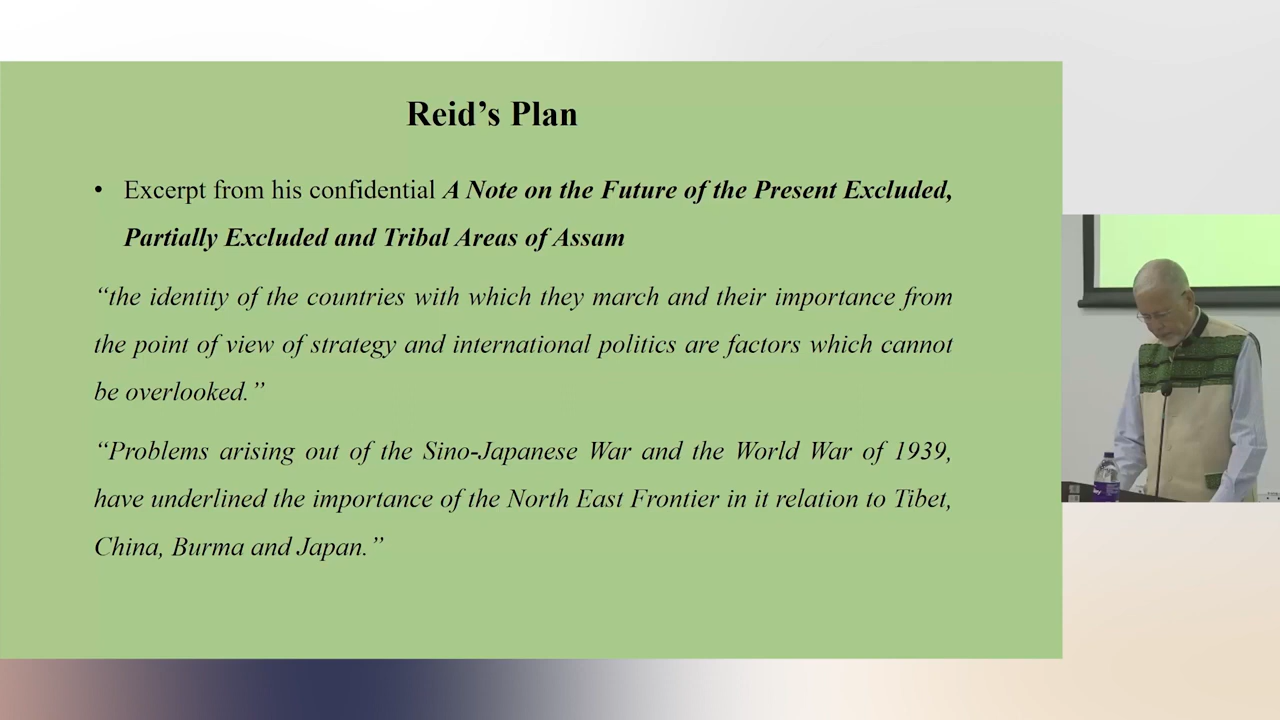 Reid’s Plan
• Excerpt from his confidential A Note on the Future of the Present Excluded,
Partially Excluded and Tribal Areas of Assam
“the identity of the countries with which they march and their importance from
the point of view of strategy and international politics are factors which cannot
be overlooked.”
“Problems arising out of the Sino-Japanese War and the World War of 1939,
have underlined the importance of the North East Frontier in it relation to Tibet,
China, Burma and Japan.”